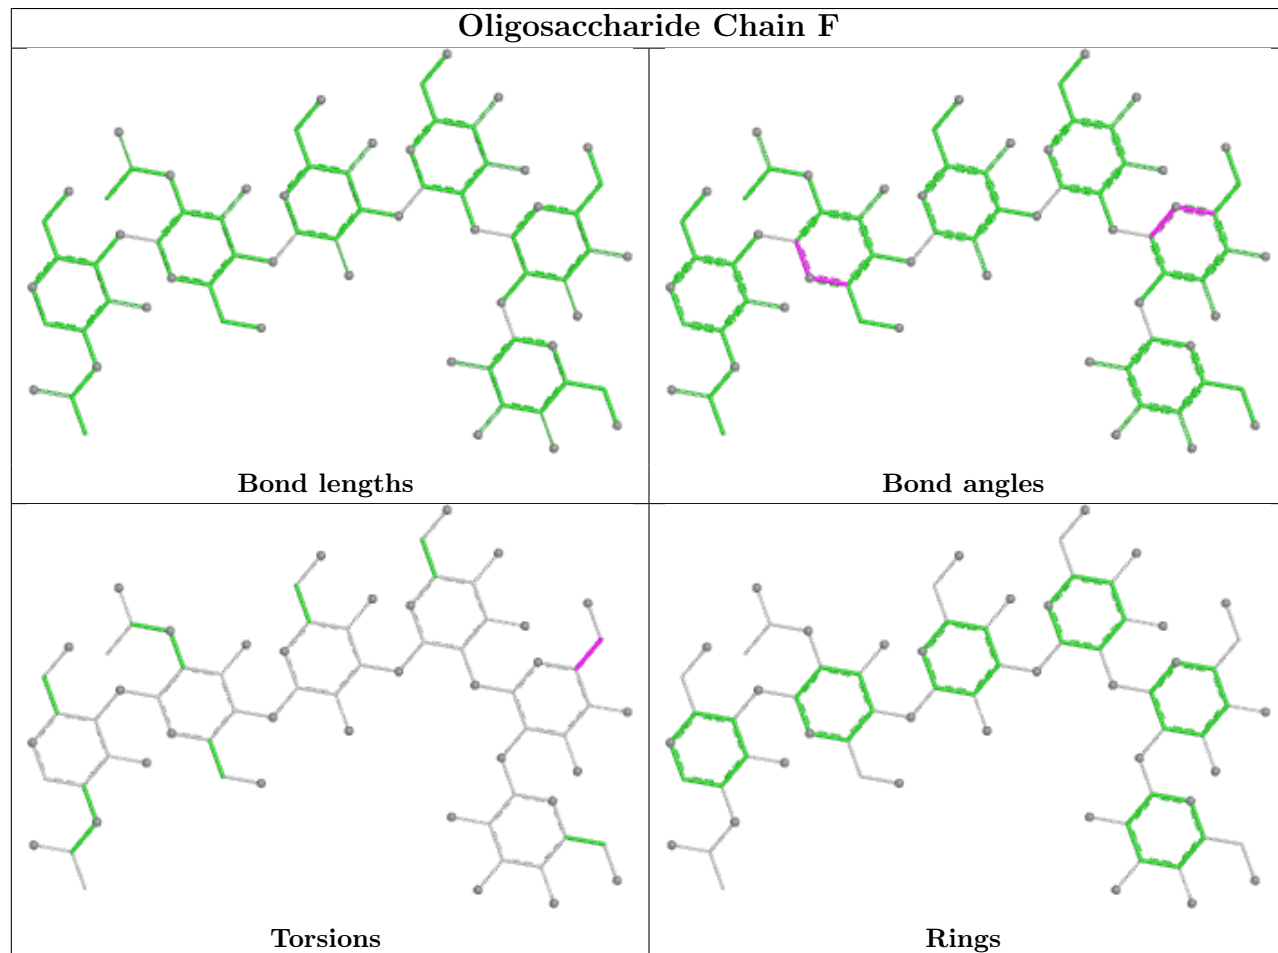 Oligosaccharide Chain F
Bond lengths
Bond angles
Torsions
Rings